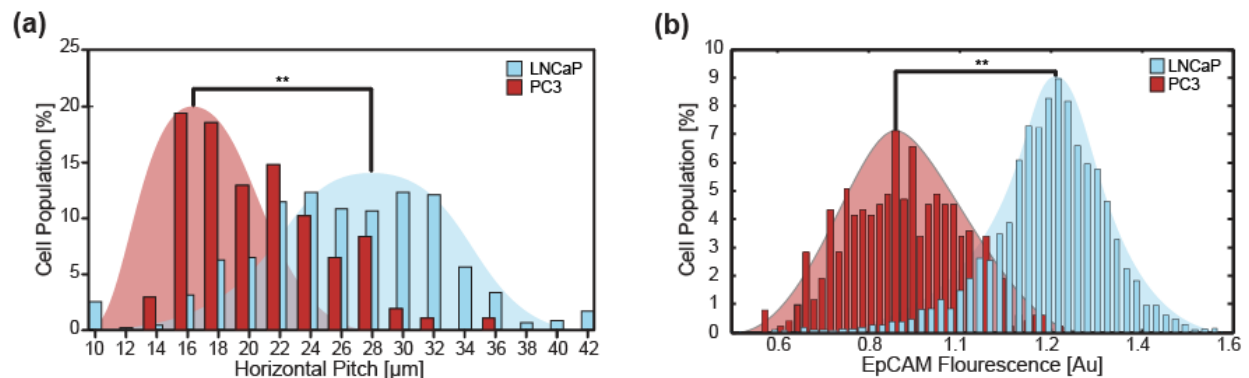 (a)
25
20
15
10
5
0
Cell Population [%]
**
LNCaP
PC3
10 12 14 16 18 20 22 24 26 28 30 32 34 36 38 40 42
Horizontal Pitch [µm]
(b)
10
9
8
7
6
5
4
3
2
1
0
Cell Population [%]
**
LNCaP
PC3
0.6 0.8 1.1 1.2 1.4 1.6
EpCAM Flourescence [Au]